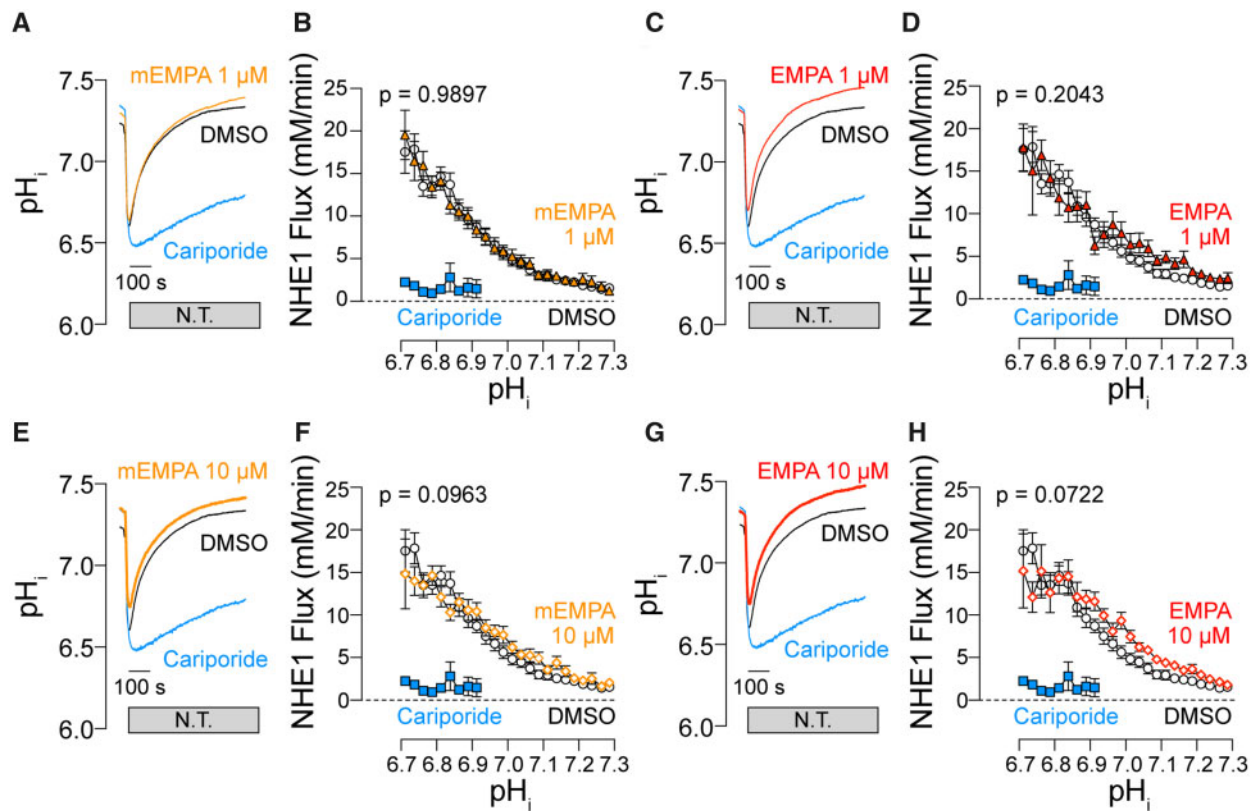 A
pHᵢ
7.5
7.0
6.5
6.0
mEMPA 1 µM
DMSO
Cariporide
100 s
N.T.
B
NHE1 Flux (mM/min)
25
20
15
10
5
0
p = 0.9897
mEMPA
1 µM
Cariporide
DMSO
6.7 6.8 6.9 7.0 7.1 7.2 7.3
pHᵢ
C
pHᵢ
7.5
7.0
6.5
6.0
EMPA 1 µM
DMSO
Cariporide
100 s
N.T.
D
NHE1 Flux (mM/min)
25
20
15
10
5
0
p = 0.2043
EMPA
1 µM
Cariporide
DMSO
6.7 6.8 6.9 7.0 7.1 7.2 7.3
pHᵢ
E
pHᵢ
7.5
7.0
6.5
6.0
mEMPA 10 µM
DMSO
Cariporide
100 s
N.T.
F
NHE1 Flux (mM/min)
25
20
15
10
5
0
p = 0.0963
mEMPA
10 µM
Cariporide
DMSO
6.7 6.8 6.9 7.0 7.1 7.2 7.3
pHᵢ
G
pHᵢ
7.5
7.0
6.5
6.0
EMPA 10 µM
DMSO
Cariporide
100 s
N.T.
H
NHE1 Flux (mM/min)
25
20
15
10
5
0
p = 0.0722
EMPA
10 µM
Cariporide
DMSO
6.7 6.8 6.9 7.0 7.1 7.2 7.3
pHᵢ